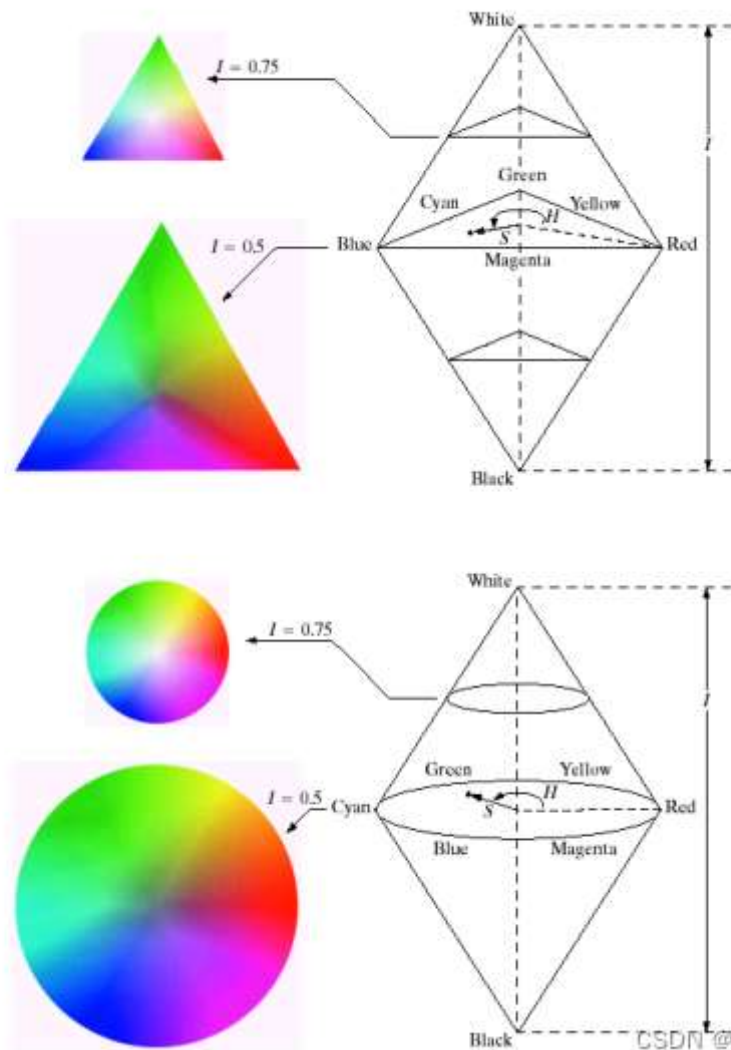 White
I = 0.75
I
Green
Cyan
Yellow
H
I = 0.5
Blue
S
Red
Magenta
Black
White
I = 0.75
I
Green
Yellow
I = 0.5
H
Cyan
S
Red
Blue
Magenta
Black
CSDN @